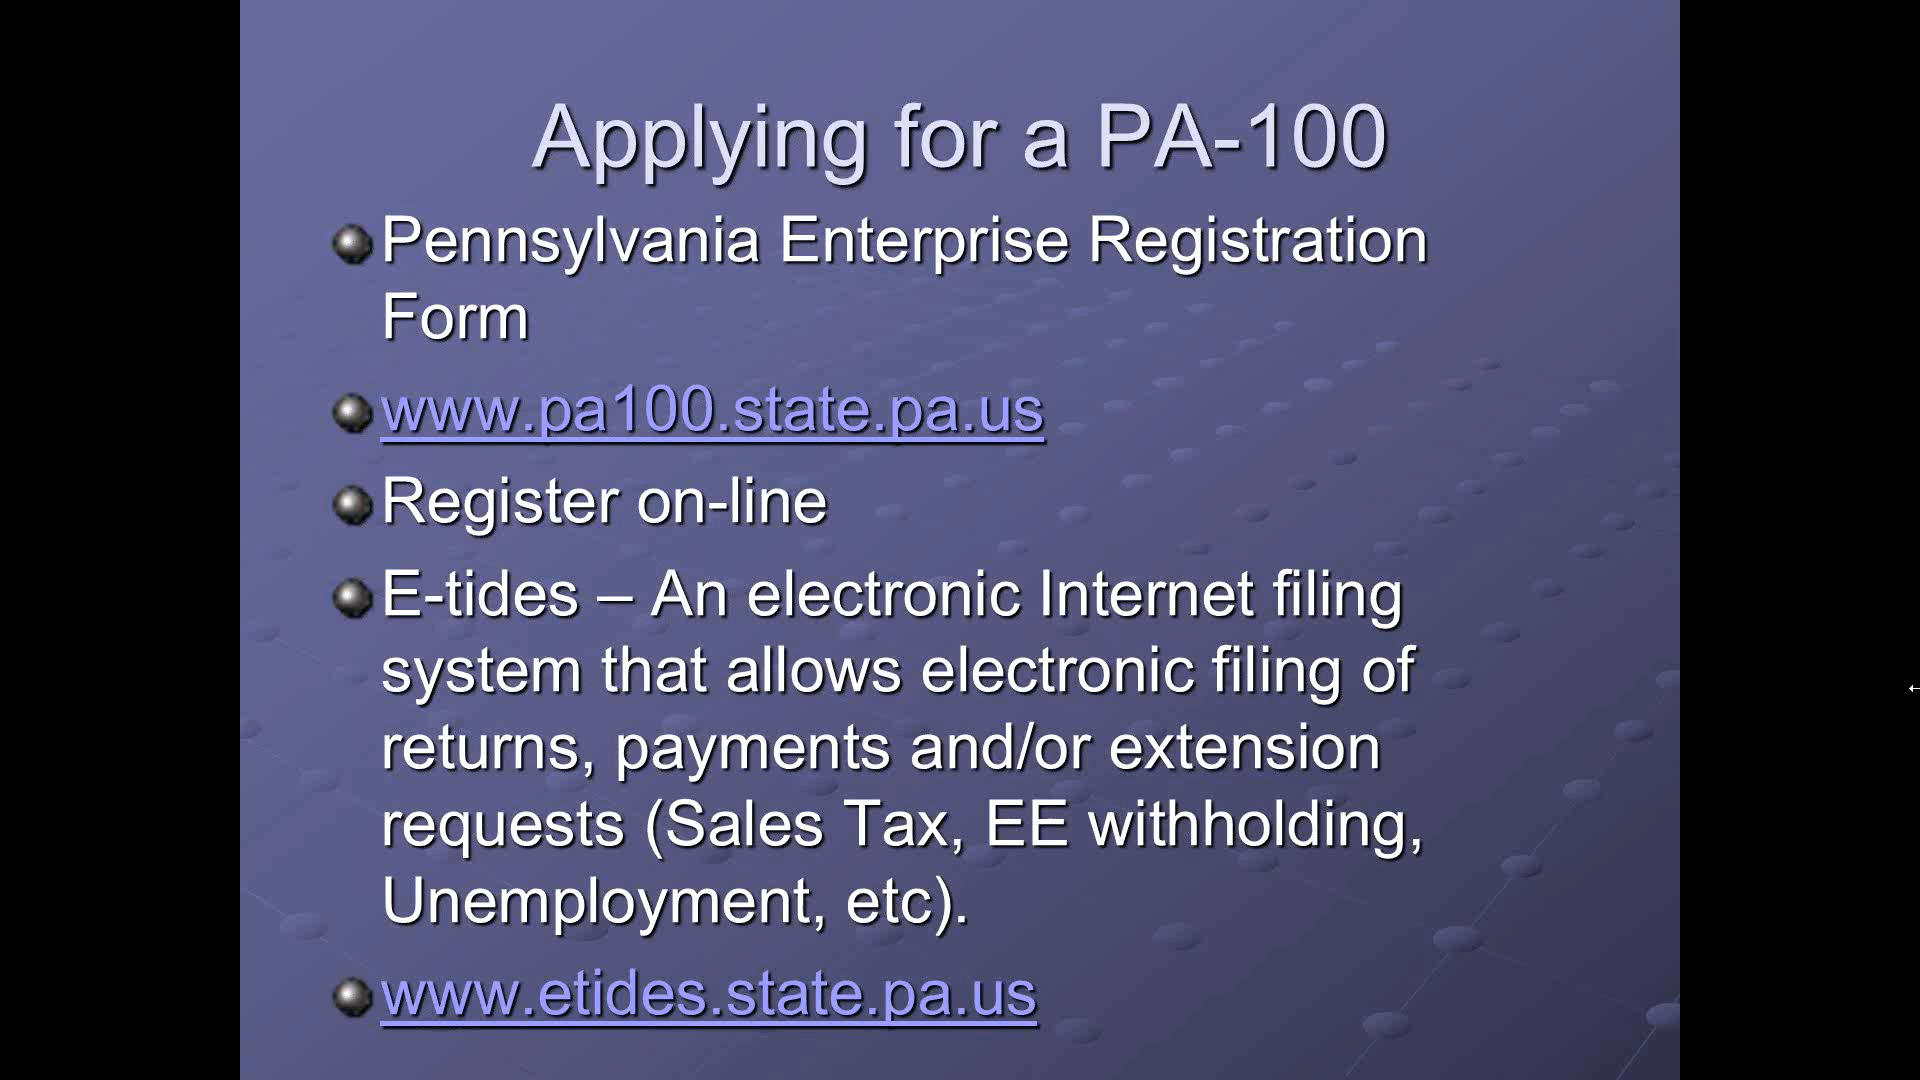 Applying for a PA-100
Pennsylvania Enterprise Registration
Form
www.pa100.state.pa.us
Register on-line
E-tides – An electronic Internet filing
system that allows electronic filing of
returns, payments and/or extension
requests (Sales Tax, EE withholding,
Unemployment, etc).
www.etides.state.pa.us